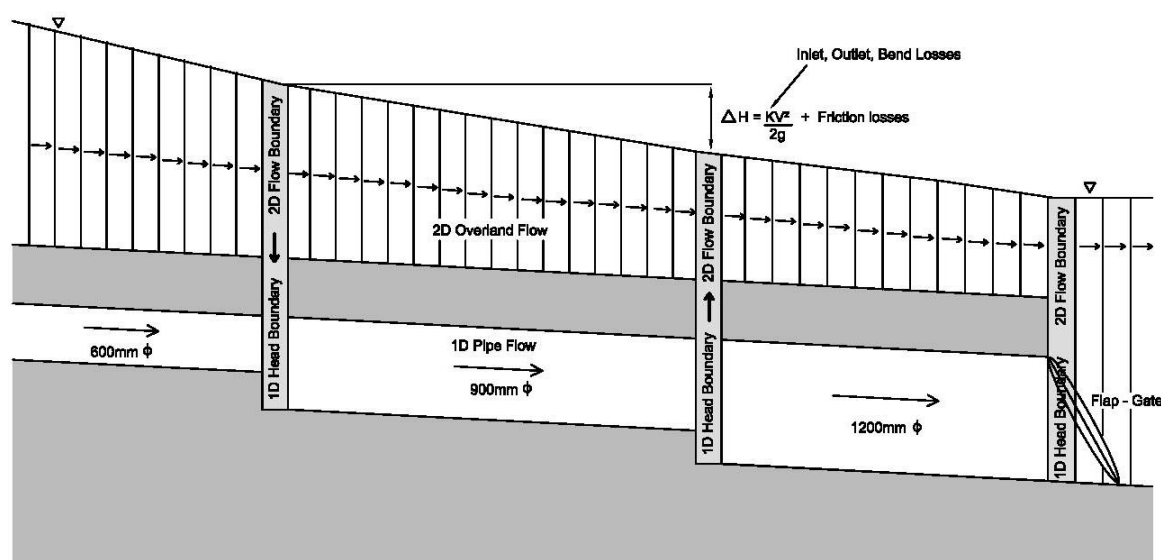 Inlet, Outlet, Bend Losses
ΔH = KV²/2g + Friction losses
2D Flow Boundary
1D Head Boundary
2D Overland Flow
2D Flow Boundary
1D Head Boundary
2D Flow Boundary
1D Head Boundary
600mm ϕ
1D Pipe Flow
900mm ϕ
1200mm ϕ
Flap - Gate